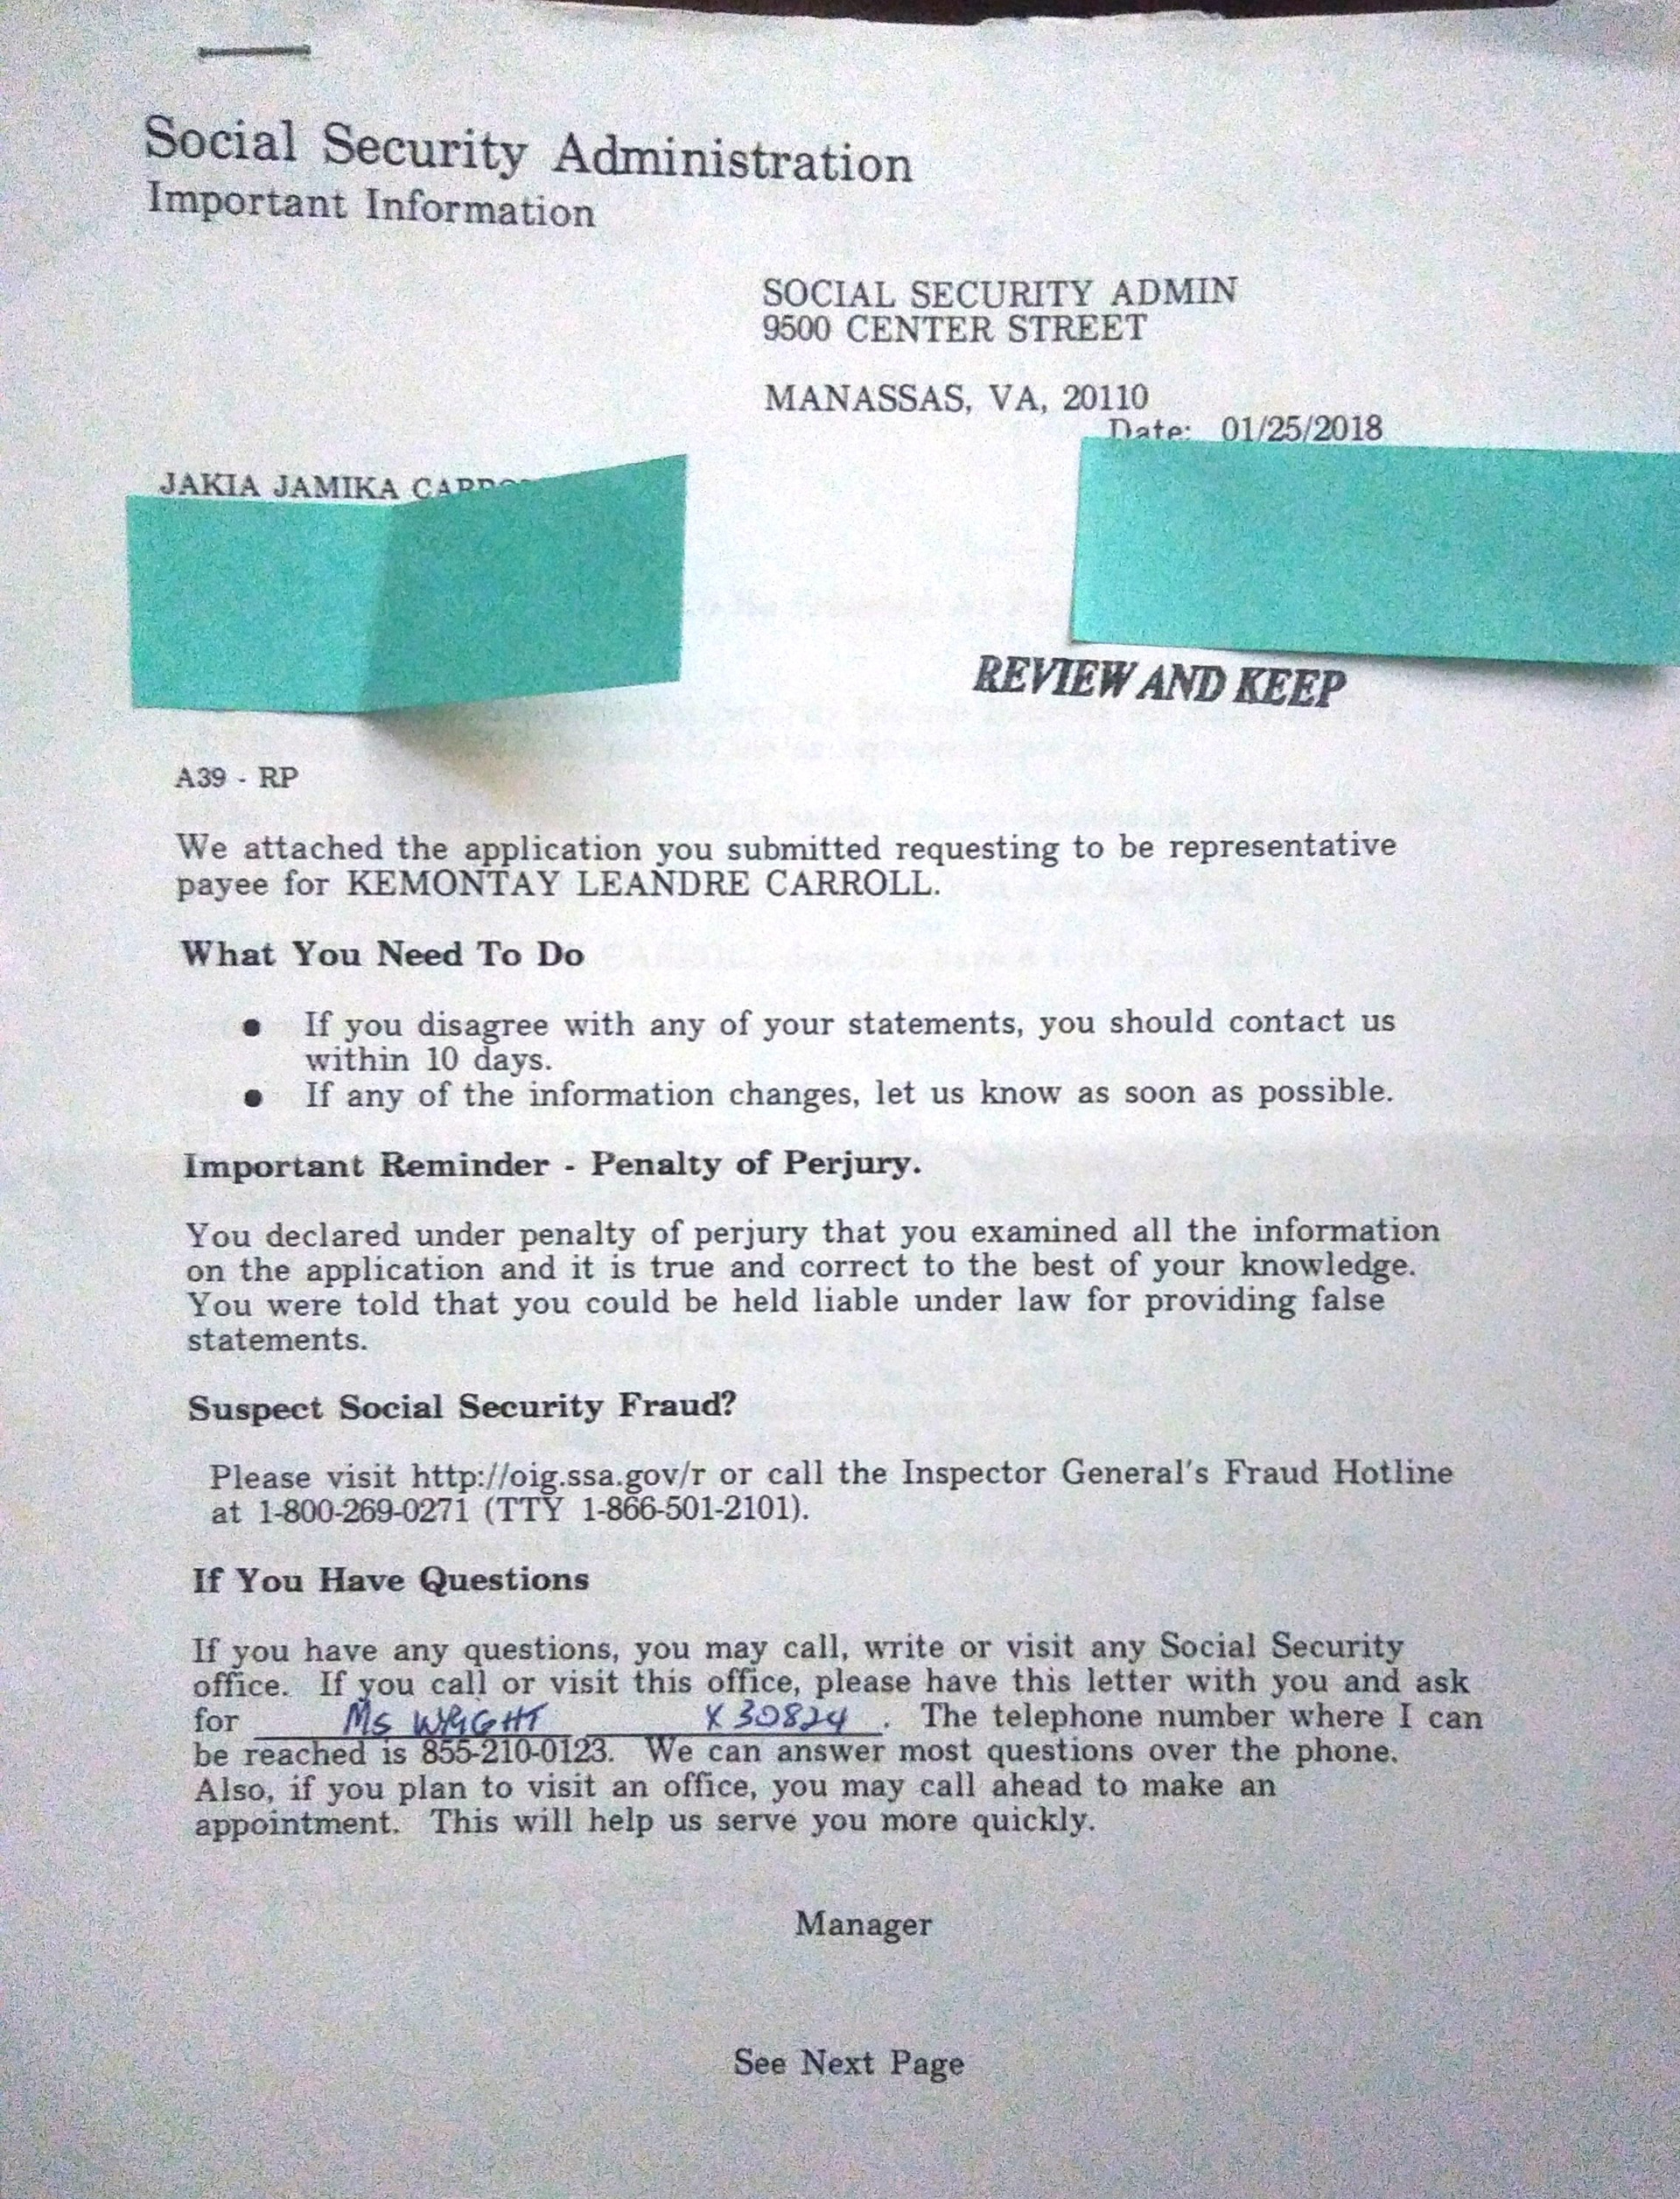 Social Security Administration
Important Information
SOCIAL SECURITY ADMIN
9500 CENTER STREET
MANASSAS, VA, 20110
Date: 01/25/2018
JAKIA JAMIKA
REVIEW AND KEEP
A39 - RP
We attached the application you submitted requesting to be representative
payee for KEMONTAY LEANDRE CARROLL.
What You Need To Do
● If you disagree with any of your statements, you should contact us
within 10 days.
● If any of the information changes, let us know as soon as possible.
Important Reminder - Penalty of Perjury.
You declared under penalty of perjury that you examined all the information
on the application and it is true and correct to the best of your knowledge.
You were told that you could be held liable under law for providing false
statements.
Suspect Social Security Fraud?
Please visit http://oig.ssa.gov/r or call the Inspector General's Fraud Hotline
at 1-800-269-0271 (TTY 1-866-501-2101).
If You Have Questions
If you have any questions, you may call, write or visit any Social Security
office. If you call or visit this office, please have this letter with you and ask
for Ms WRIGHT X 30824. The telephone number where I can
be reached is 855-210-0123. We can answer most questions over the phone.
Also, if you plan to visit an office, you may call ahead to make an
appointment. This will help us serve you more quickly.
Manager
See Next Page